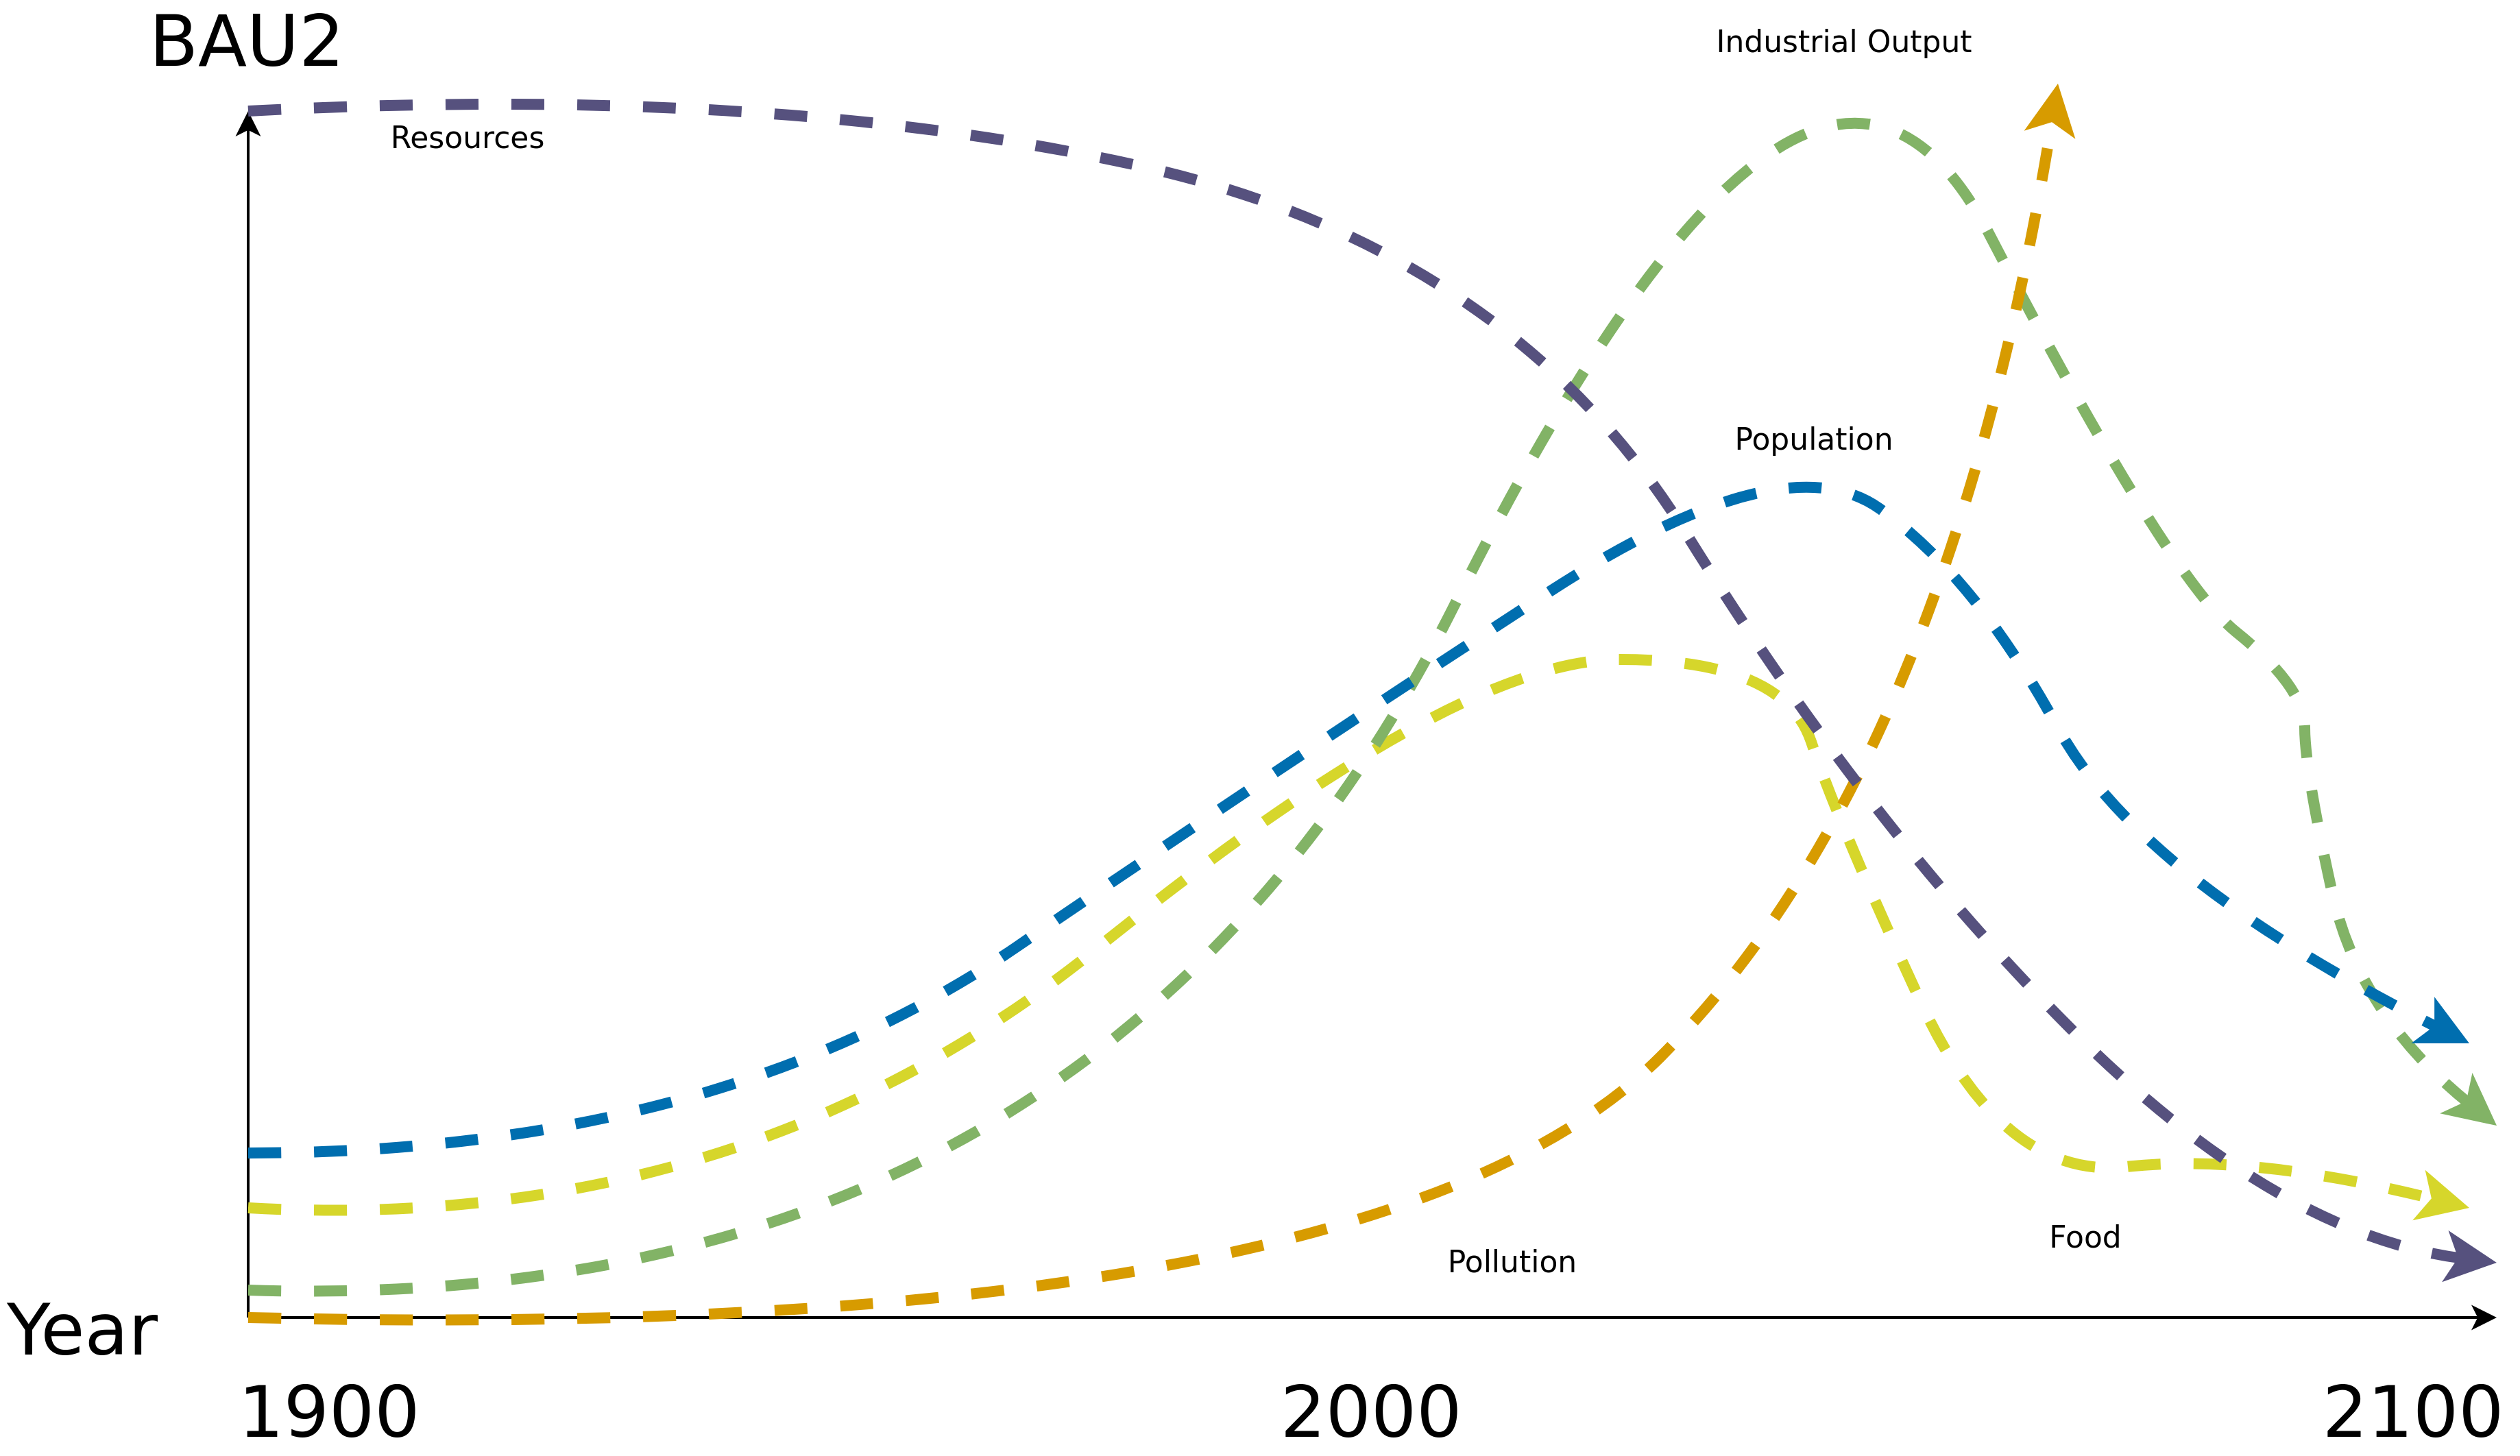 BAU2
Industrial Output
Resources
Population
Food
Pollution
Year
1900
2000
2100